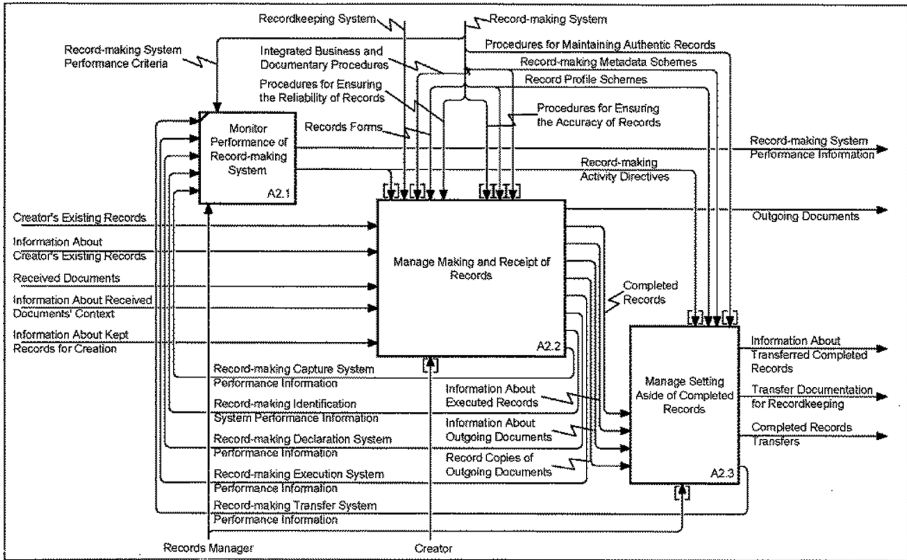 Recordkeeping System
Record-making System
Record-making System
Performance Criteria
Integrated Business and
Documentary Procedures
Procedures for Ensuring
the Reliability of Records
Records Forms
Procedures for Maintaining Authentic Records
Record-making Metadata Schemes
Record Profile Schemes
Procedures for Ensuring
the Accuracy of Records
Monitor
Performance of
Record-making
System
A2.1
Record-making System
Performance Information
Record-making
Activity Directives
Outgoing Documents
Creator's Existing Records
Information About
Creator's Existing Records
Received Documents
Information About Received
Documents' Context
Information About Kept
Records for Creation
Manage Making and Receipt of
Records
A2.2
Completed
Records
Record-making Capture System
Performance Information
Record-making Identification
System Performance Information
Record-making Declaration System
Performance Information
Record-making Execution System
Performance Information
Record-making Transfer System
Performance Information
Information About
Executed Records
Information About
Outgoing Documents
Record Copies of
Outgoing Documents
Manage Setting
Aside of Completed
Records
A2.3
Information About
Transferred Completed
Records
Transfer Documentation
for Recordkeeping
Completed Records
Transfers
Records Manager
Creator